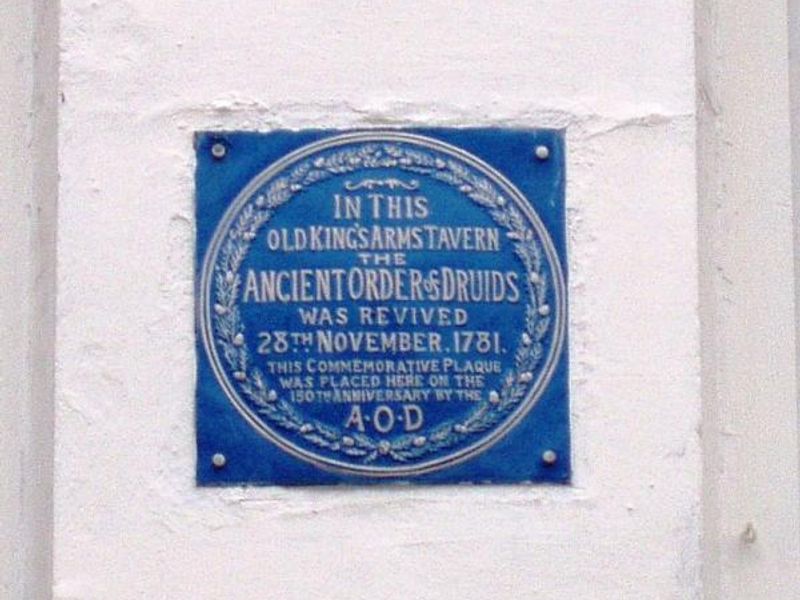 IN THIS
OLD KING'S ARMS TAVERN
THE
ANCIENT ORDER of DRUIDS
WAS REVIVED
28TH NOVEMBER. 1781.
THIS COMMEMORATIVE PLAQUE
WAS PLACED HERE ON THE
150TH ANNIVERSARY BY THE
A·O·D